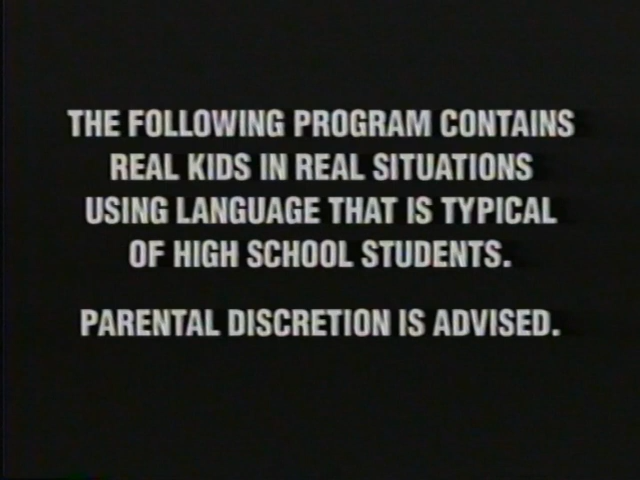 THE FOLLOWING PROGRAM CONTAINS
REAL KIDS IN REAL SITUATIONS
USING LANGUAGE THAT IS TYPICAL
OF HIGH SCHOOL STUDENTS.
PARENTAL DISCRETION IS ADVISED.